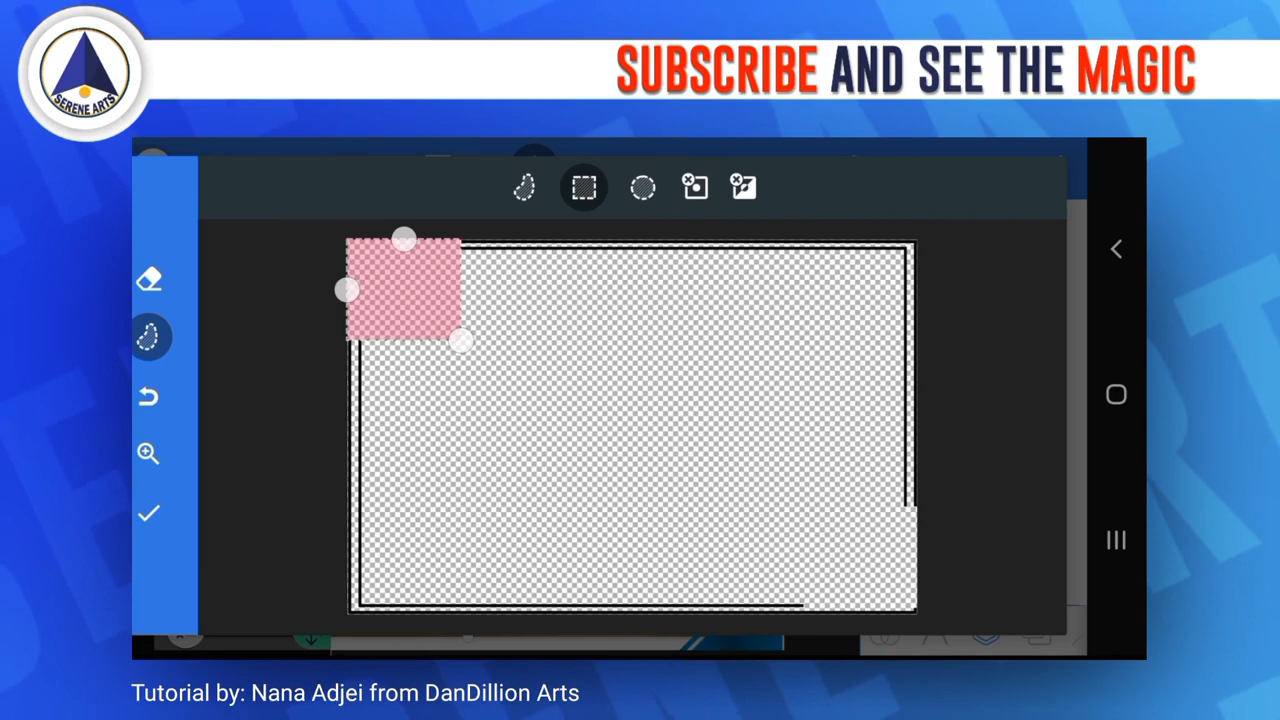 SUBSCRIBE AND SEE THE MAGIC
SERENE ARTS
Tutorial by: Nana Adjei from DanDillion Arts